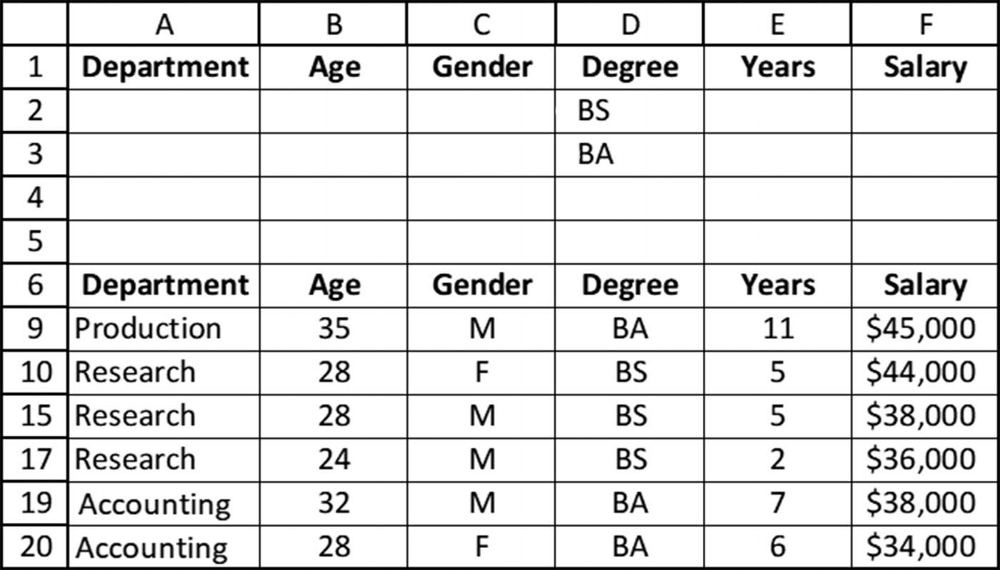 A B C D E F
1 Department Age Gender Degree Years Salary
2 BS
3 BA
4
5
6 Department Age Gender Degree Years Salary
9 Production 35 M BA 11 $45,000
10 Research 28 F BS 5 $44,000
15 Research 28 M BS 5 $38,000
17 Research 24 M BS 2 $36,000
19 Accounting 32 M BA 7 $38,000
20 Accounting 28 F BA 6 $34,000